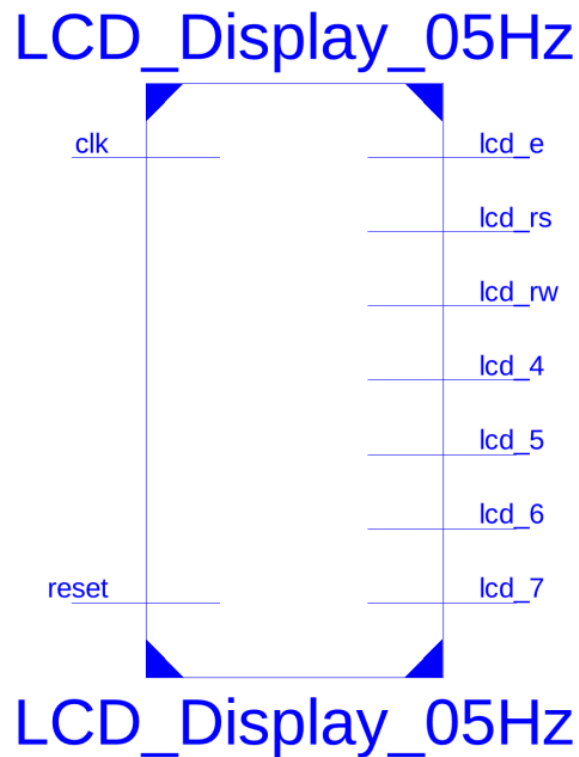 LCD_Display_05Hz
clk lcd_e
lcd_rs
lcd_rw
lcd_4
lcd_5
lcd_6
reset lcd_7
LCD_Display_05Hz